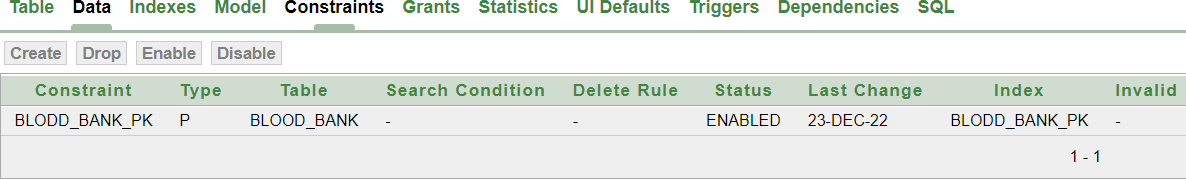 Table Data Indexes Model Constraints Grants Statistics UI Defaults Triggers Dependencies SQL
Create Drop Enable Disable
Constraint Type Table Search Condition Delete Rule Status Last Change Index Invalid
BLODD_BANK_PK P BLOOD_BANK - - ENABLED 23-DEC-22 BLODD_BANK_PK -
1 - 1